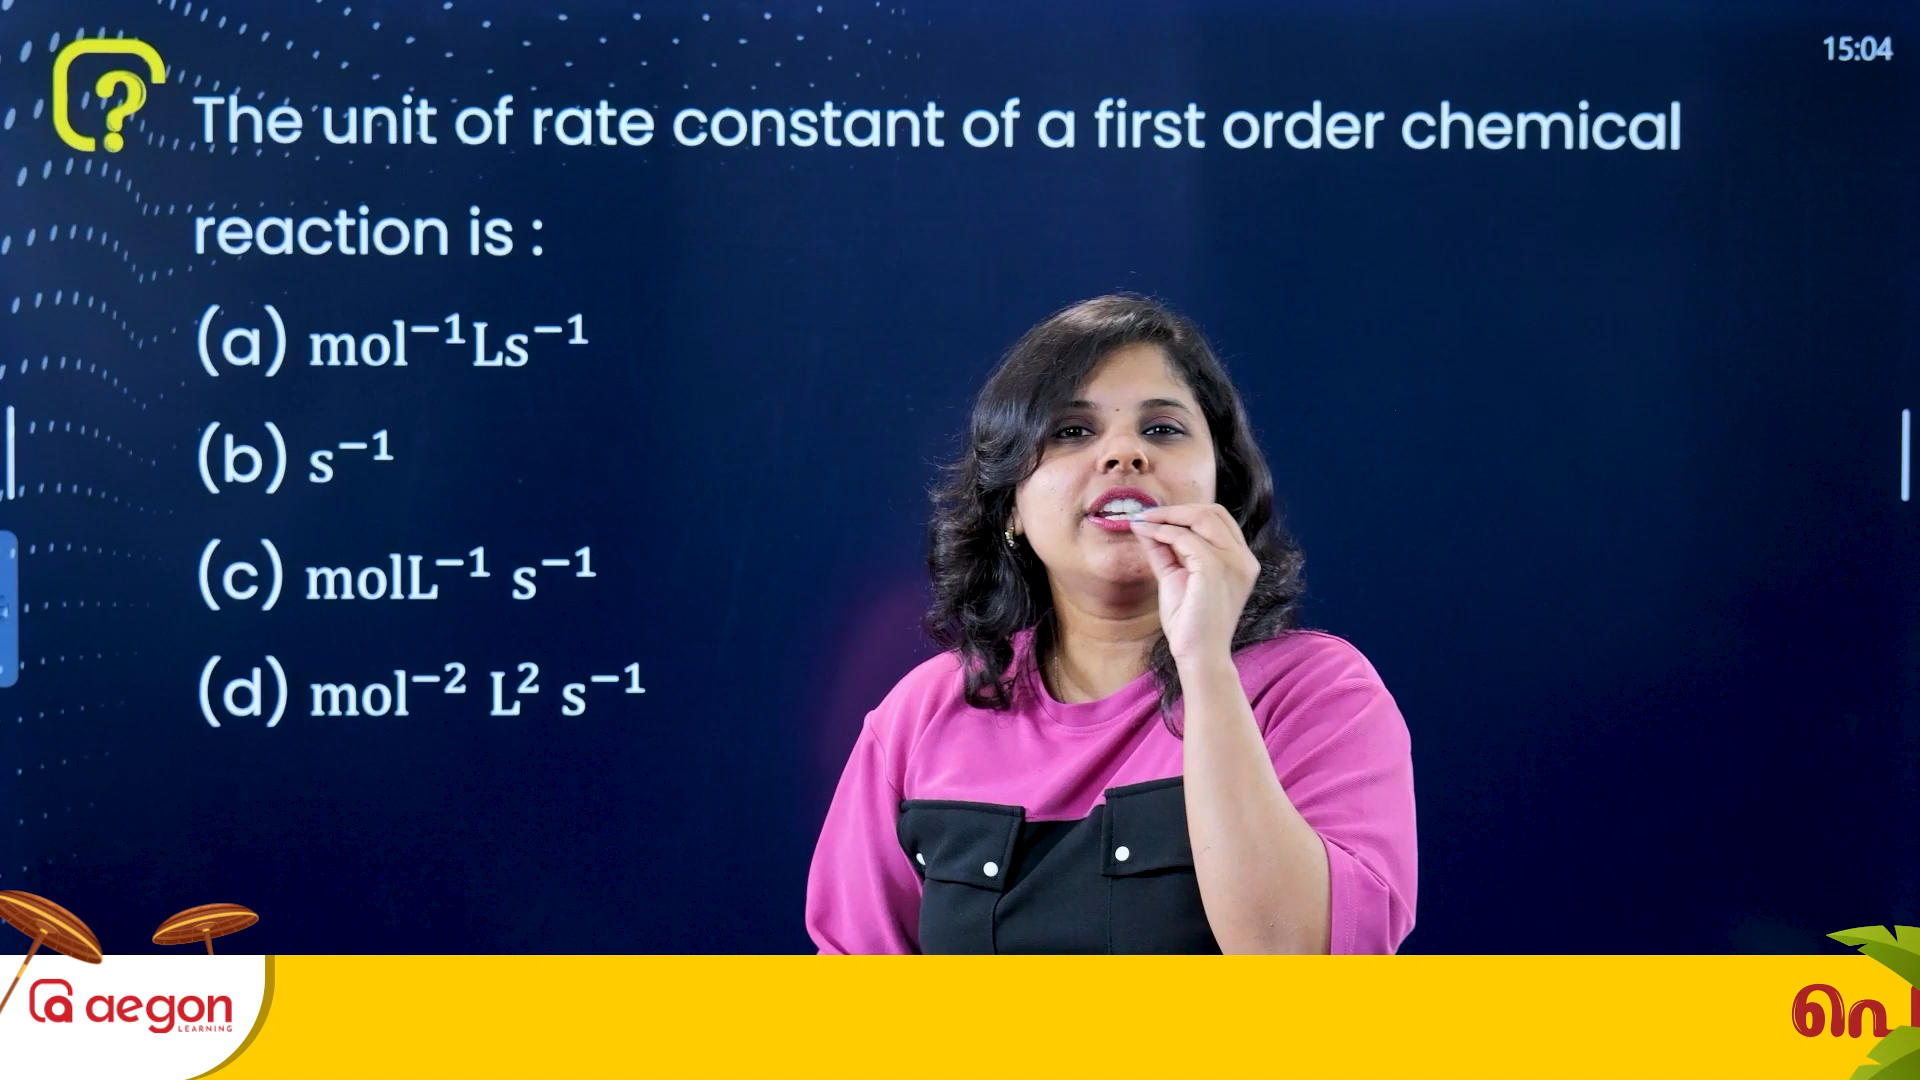 15:04
?
The unit of rate constant of a first order chemical
reaction is :
(a) mol⁻¹Ls⁻¹
(b) s⁻¹
(c) molL⁻¹ s⁻¹
(d) mol⁻² L² s⁻¹
aegon
LEARNING